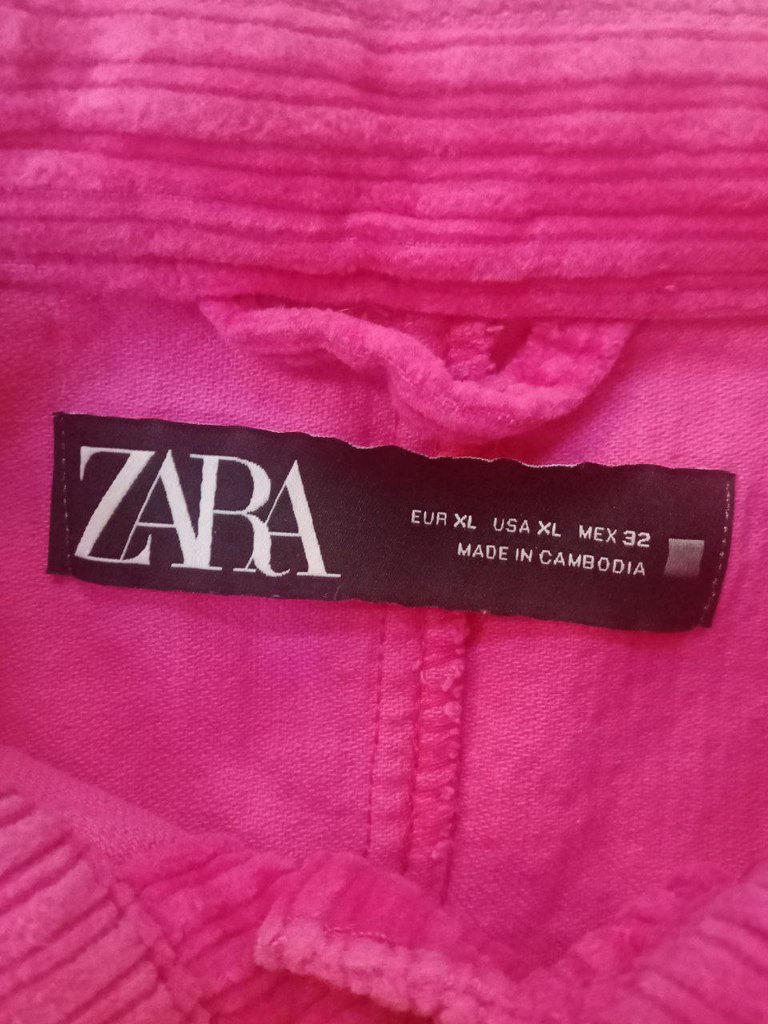 ZARA
EUR XL USA XL MEX 32
MADE IN CAMBODIA